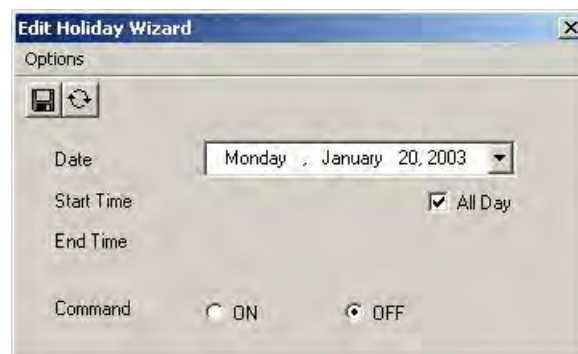 Edit Holiday Wizard
Options
Date Monday , January 20, 2003
Start Time All Day
End Time
Command ON OFF